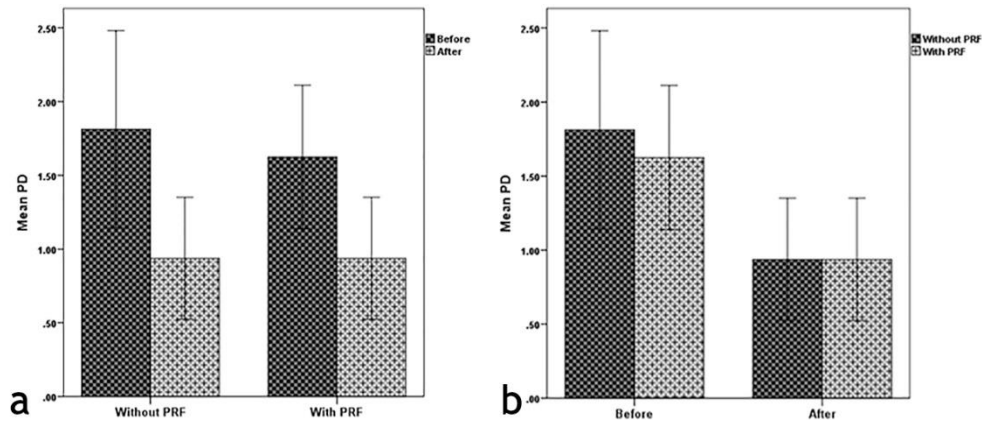 2.50
2.00
1.50
1.00
.50
.00
Mean PD
Without PRF
With PRF
Before
After
a
2.50
2.00
1.50
1.00
.50
.00
Mean PD
Before
After
Without PRF
With PRF
b